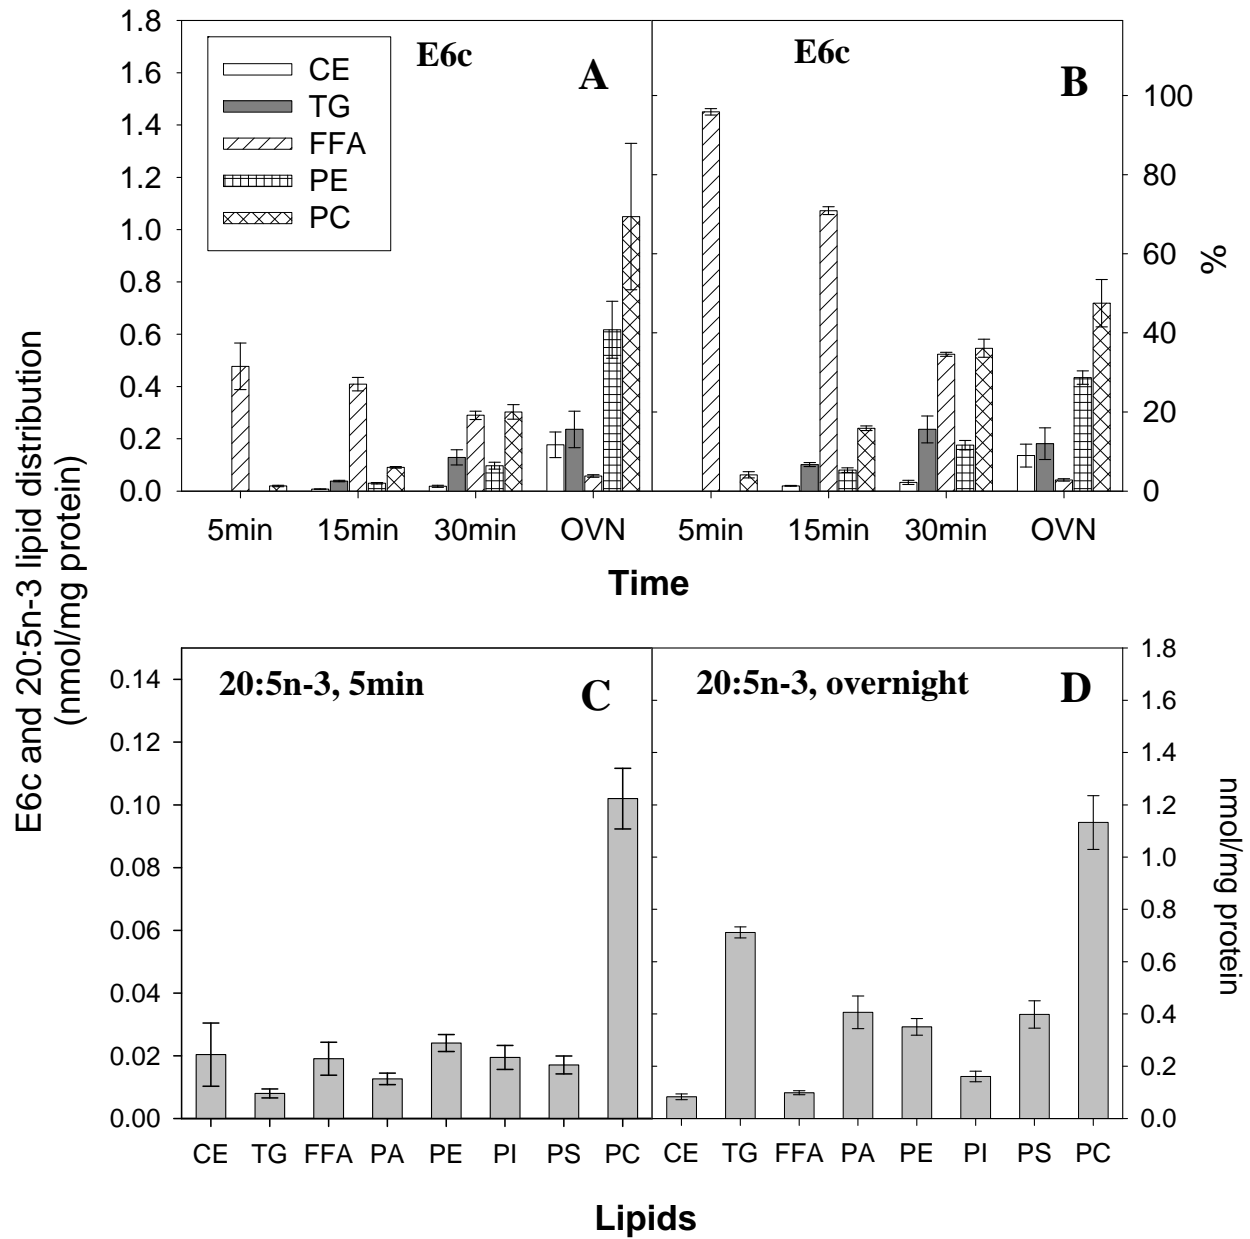 E6c
A
CE
TG
FFA
PE
PC
1.8
1.6
1.4
1.2
1.0
0.8
0.6
0.4
0.2
0.0
5min 15min 30min OVN
E6c
B
100
80
60
40
20
0
%
5min 15min 30min OVN
Time
E6c and 20:5n-3 lipid distribution
(nmol/mg protein)
20:5n-3, 5min
C
0.14
0.12
0.10
0.08
0.06
0.04
0.02
0.00
CE TG FFA PA PE PI PS PC
20:5n-3, overnight
D
1.8
1.6
1.4
1.2
1.0
0.8
0.6
0.4
0.2
0.0
nmol/mg protein
CE TG FFA PA PE PI PS PC
Lipids